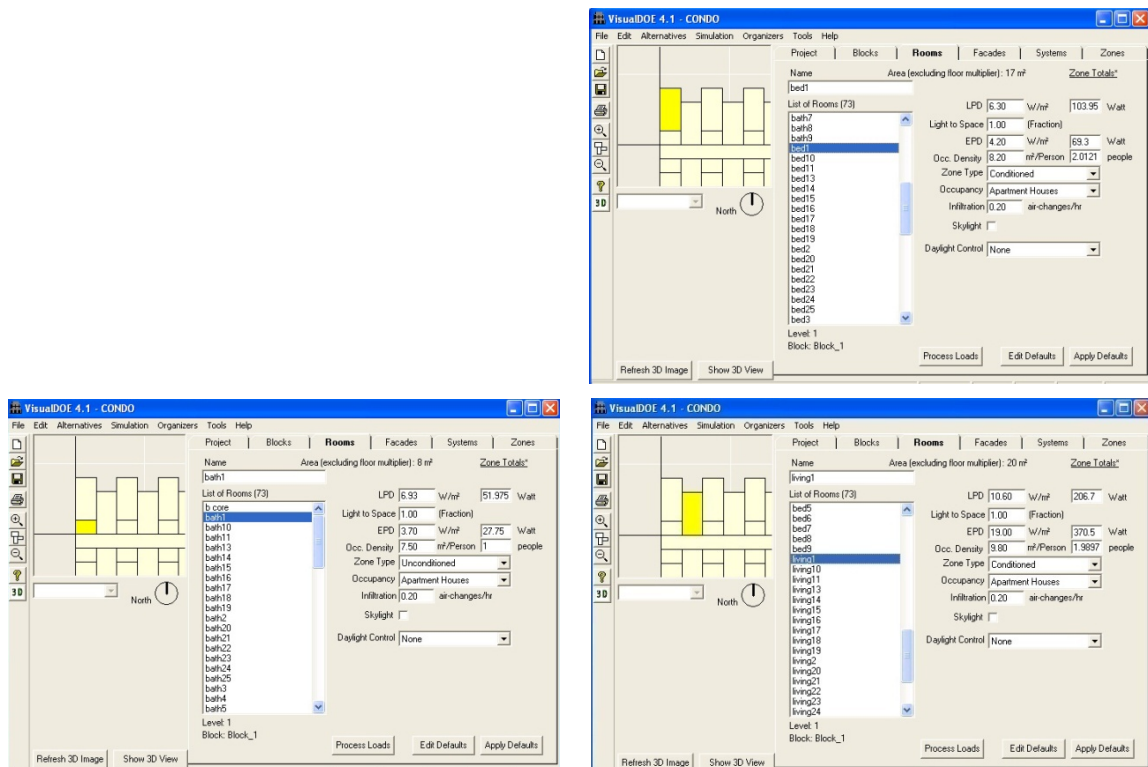 VisualDOE 4.1 - CONDO
File Edit Alternatives Simulation Organizers Tools Help
Project Blocks Rooms Facades Systems Zones
Name Area (excluding floor multiplier): 17 m² Zone Totals*
bed1
List of Rooms (73)
bath7
bath8
bath9
bed1
bed10
bed11
bed13
bed14
bed15
bed16
bed17
bed18
bed19
bed2
bed20
bed21
bed22
bed23
bed24
bed25
bed3
LPD 6.30 W/m² 103.95 Watt
Light to Space 1.00 (Fraction)
EPD 4.20 W/m² 69.3 Watt
Occ. Density 8.20 m²/Person 2.0121 people
Zone Type Conditioned
Occupancy Apartment Houses
Infiltration 0.20 air-changes/hr
Skylight
Daylight Control None
3D
North
Level: 1
Block: Block_1
Process Loads Edit Defaults Apply Defaults
Refresh 3D Image Show 3D View
VisualDOE 4.1 - CONDO
File Edit Alternatives Simulation Organizers Tools Help
Project Blocks Rooms Facades Systems Zones
Name Area (excluding floor multiplier): 8 m² Zone Totals*
bath1
List of Rooms (73)
b core
bath1
bath10
bath11
bath13
bath14
bath15
bath16
bath17
bath18
bath19
bath2
bath20
bath21
bath22
bath23
bath24
bath25
bath3
bath4
bath5
LPD 6.93 W/m² 51.975 Watt
Light to Space 1.00 (Fraction)
EPD 3.70 W/m² 27.75 Watt
Occ. Density 7.50 m²/Person 1 people
Zone Type Unconditioned
Occupancy Apartment Houses
Infiltration 0.20 air-changes/hr
Skylight
Daylight Control None
3D
North
Level: 1
Block: Block_1
Process Loads Edit Defaults Apply Defaults
Refresh 3D Image Show 3D View
VisualDOE 4.1 - CONDO
File Edit Alternatives Simulation Organizers Tools Help
Project Blocks Rooms Facades Systems Zones
Name Area (excluding floor multiplier): 20 m² Zone Totals*
living1
List of Rooms (73)
bed5
bed6
bed7
bed8
bed9
living1
living10
living11
living13
living14
living15
living16
living17
living18
living19
living2
living20
living21
living22
living23
living24
LPD 10.60 W/m² 206.7 Watt
Light to Space 1.00 (Fraction)
EPD 19.00 W/m² 370.5 Watt
Occ. Density 9.80 m²/Person 1.9897 people
Zone Type Conditioned
Occupancy Apartment Houses
Infiltration 0.20 air-changes/hr
Skylight
Daylight Control None
3D
North
Level: 1
Block: Block_1
Process Loads Edit Defaults Apply Defaults
Refresh 3D Image Show 3D View